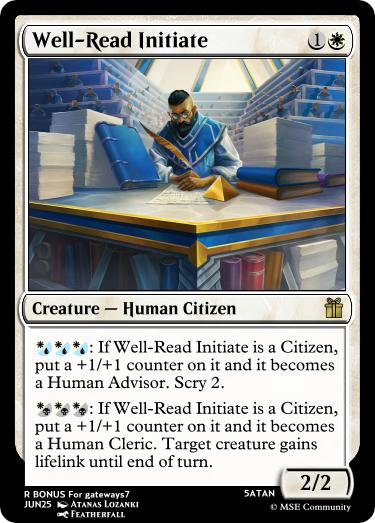 Well-Read Initiate 1
Creature — Human Citizen
: If Well-Read Initiate is a Citizen,
put a +1/+1 counter on it and it becomes
a Human Advisor. Scry 2.
: If Well-Read Initiate is a Citizen,
put a +1/+1 counter on it and it becomes
a Human Cleric. Target creature gains
lifelink until end of turn.
2/2
R BONUS For gateways7 5ATAN
JUN25 Atanas Lozanki © MSE Community
Featherfall